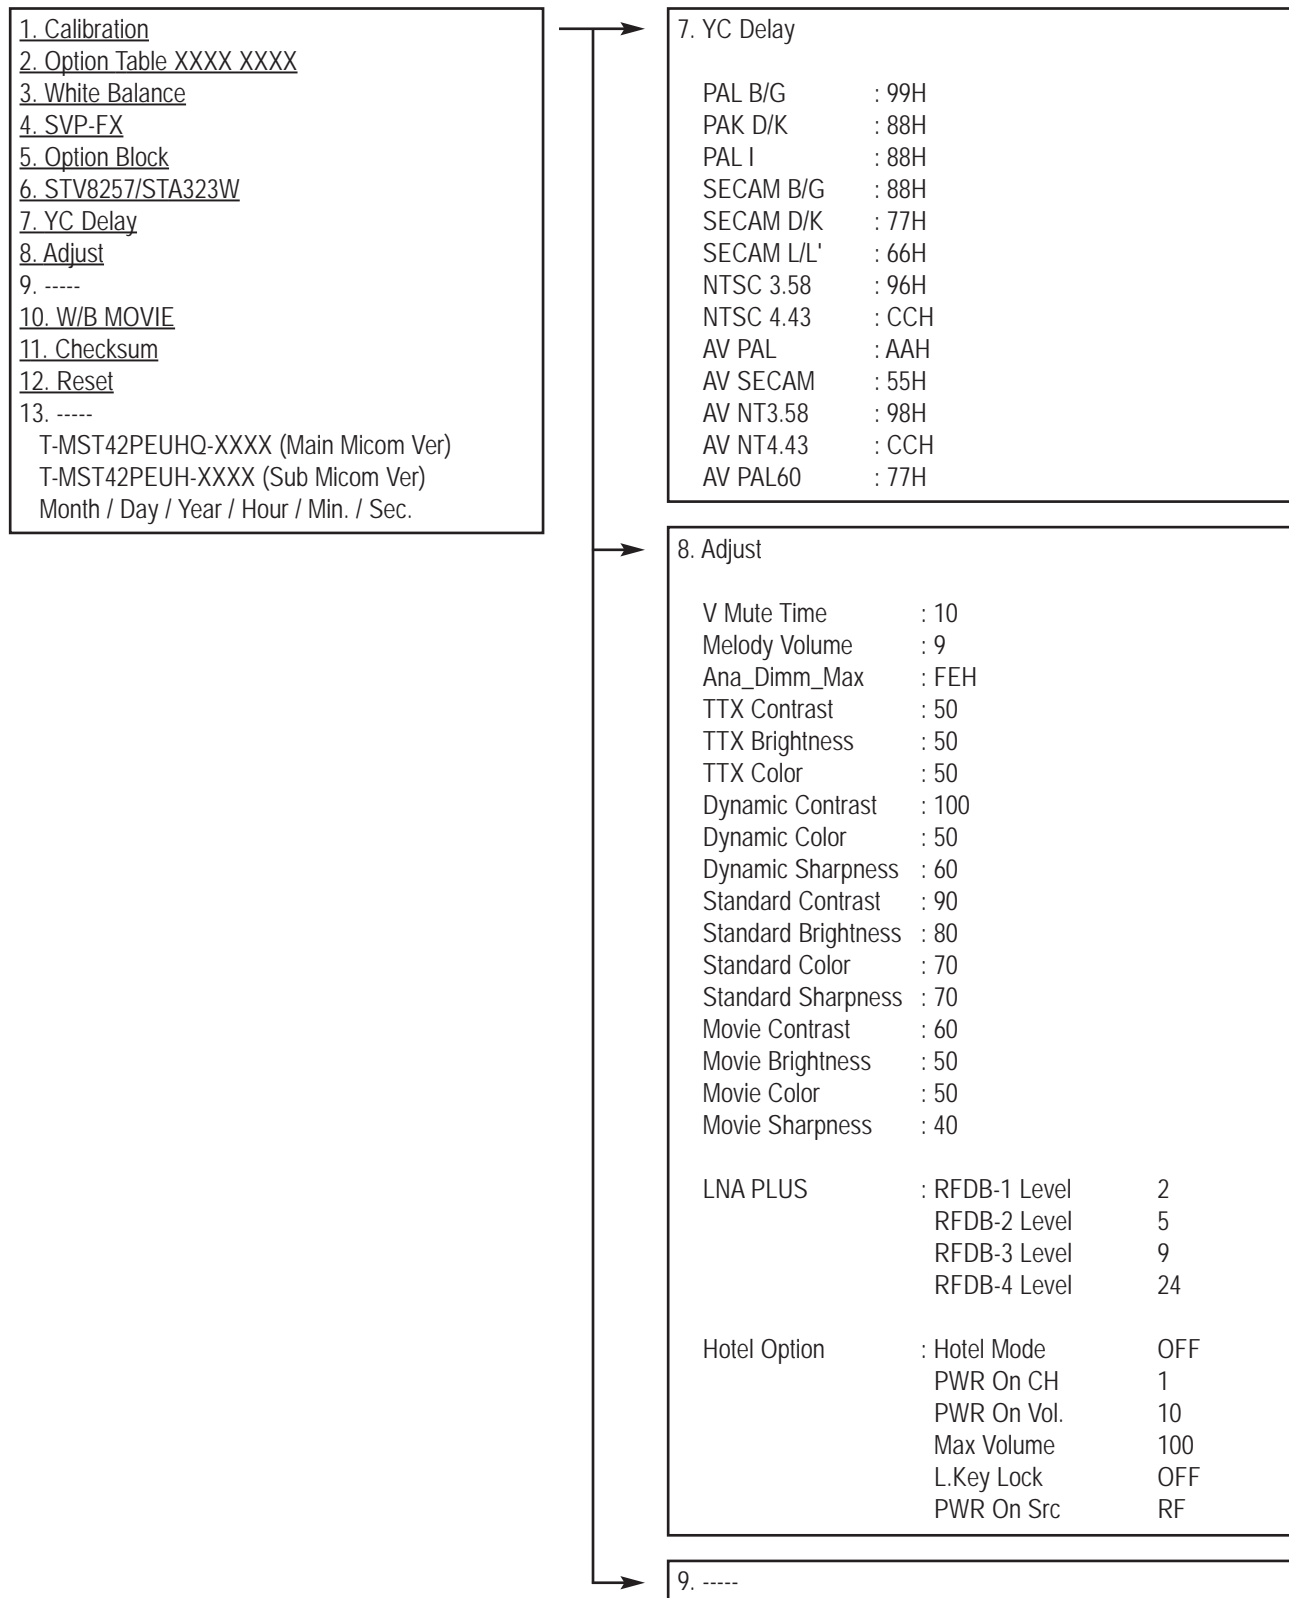 1. Calibration
2. Option Table XXXX XXXX
3. White Balance
4. SVP-FX
5. Option Block
6. STV8257/STA323W
7. YC Delay
8. Adjust
9. -----
10. W/B MOVIE
11. Checksum
12. Reset
13. -----
T-MST42PEUHQ-XXXX (Main Micom Ver)
T-MST42PEUH-XXXX (Sub Micom Ver)
Month / Day / Year / Hour / Min. / Sec.
7. YC Delay
PAL B/G : 99H
PAK D/K : 88H
PAL I : 88H
SECAM B/G : 88H
SECAM D/K : 77H
SECAM L/L' : 66H
NTSC 3.58 : 96H
NTSC 4.43 : CCH
AV PAL : AAH
AV SECAM : 55H
AV NT3.58 : 98H
AV NT4.43 : CCH
AV PAL60 : 77H
8. Adjust
V Mute Time : 10
Melody Volume : 9
Ana_Dimm_Max : FEH
TTX Contrast : 50
TTX Brightness : 50
TTX Color : 50
Dynamic Contrast : 100
Dynamic Color : 50
Dynamic Sharpness : 60
Standard Contrast : 90
Standard Brightness : 80
Standard Color : 70
Standard Sharpness : 70
Movie Contrast : 60
Movie Brightness : 50
Movie Color : 50
Movie Sharpness : 40
LNA PLUS : RFDB-1 Level 2
RFDB-2 Level 5
RFDB-3 Level 9
RFDB-4 Level 24
Hotel Option : Hotel Mode OFF
PWR On CH 1
PWR On Vol. 10
Max Volume 100
L.Key Lock OFF
PWR On Src RF
9. -----